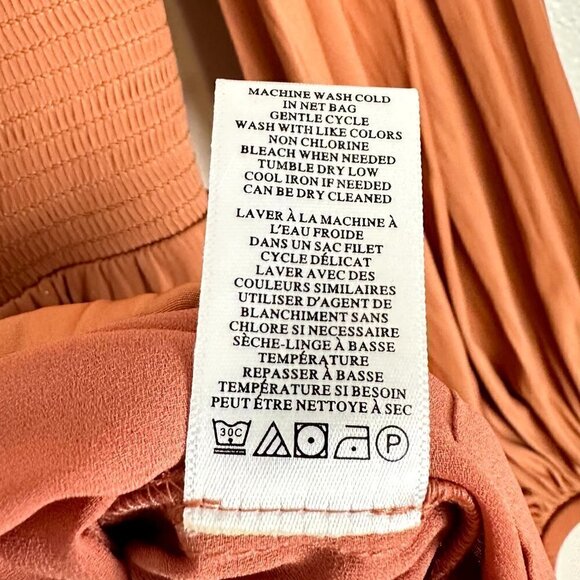 MACHINE WASH COLD
IN NET BAG
GENTLE CYCLE
WASH WITH LIKE COLORS
NON CHLORINE
BLEACH WHEN NEEDED
TUMBLE DRY LOW
COOL IRON IF NEEDED
CAN BE DRY CLEANED
LAVER À LA MACHINE À
L'EAU FROIDE
DANS UN SAC FILET
CYCLE DÉLICAT
LAVER AVEC DES
COULEURS SIMILAIRES
UTILISER D'AGENT DE
BLANCHIMENT SANS
CHLORE SI NECESSAIRE
SÈCHE-LINGE À BASSE
TEMPÉRATURE
REPASSER À BASSE
TEMPÉRATURE SI BESOIN
PEUT ÉTRE NETTOYÈ À SEC
30C P